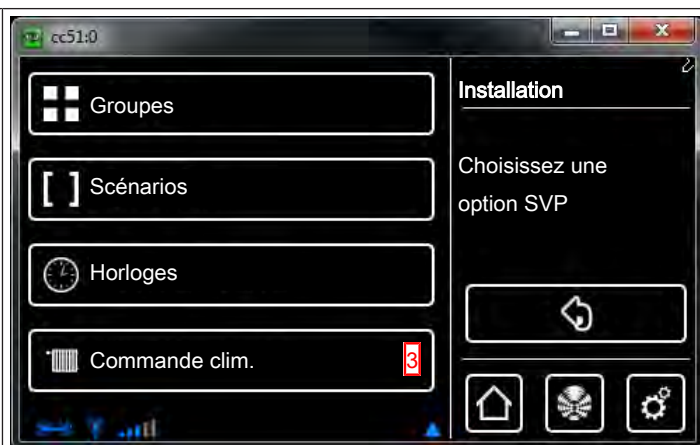 cc51:0
Groupes
Scénarios
Horloges
Commande clim. 3
Installation
Choisissez une
option SVP